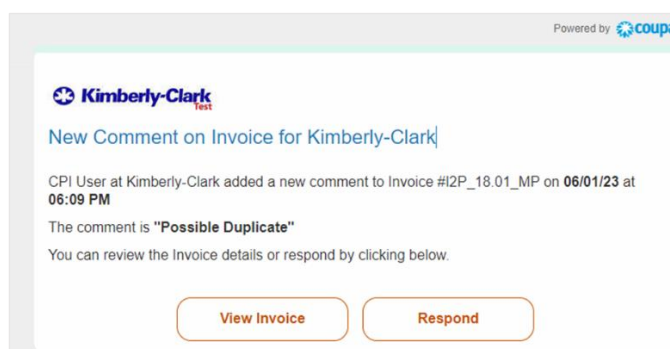 Powered by coupa
Kimberly-Clark
Test
New Comment on Invoice for Kimberly-Clark
CPI User at Kimberly-Clark added a new comment to Invoice #I2P_18.01_MP on 06/01/23 at
06:09 PM
The comment is "Possible Duplicate"
You can review the Invoice details or respond by clicking below.
View Invoice
Respond